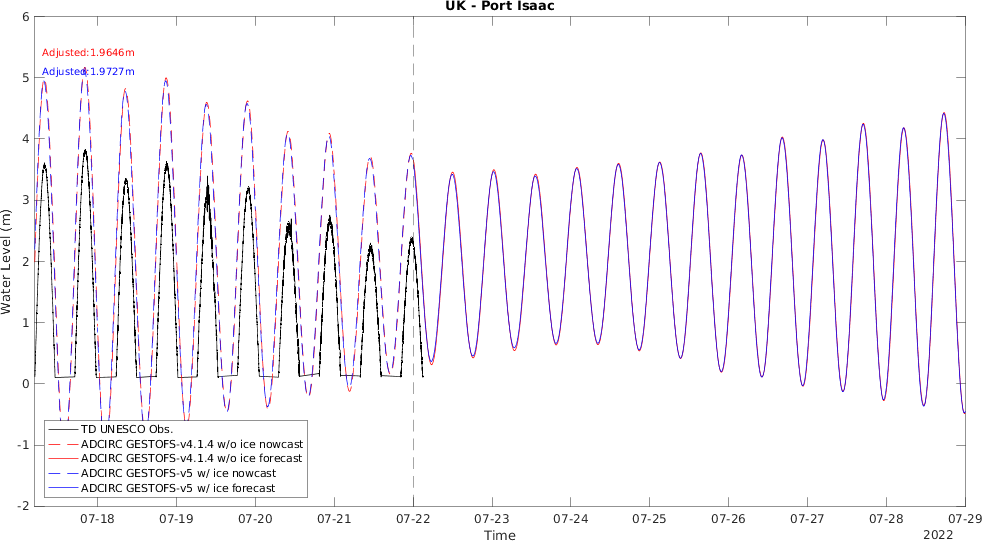 UK - Port Isaac
6
Adjusted:1.9646m
Adjusted:1.9727m
5
4
3
2
1
0
-1
-2
Water Level (m)
TD UNESCO Obs.
ADCIRC GESTOFS-v4.1.4 w/o ice nowcast
ADCIRC GESTOFS-v4.1.4 w/o ice forecast
ADCIRC GESTOFS-v5 w/ ice nowcast
ADCIRC GESTOFS-v5 w/ ice forecast
07-18 07-19 07-20 07-21 07-22 07-23 07-24 07-25 07-26 07-27 07-28 07-29
Time
2022